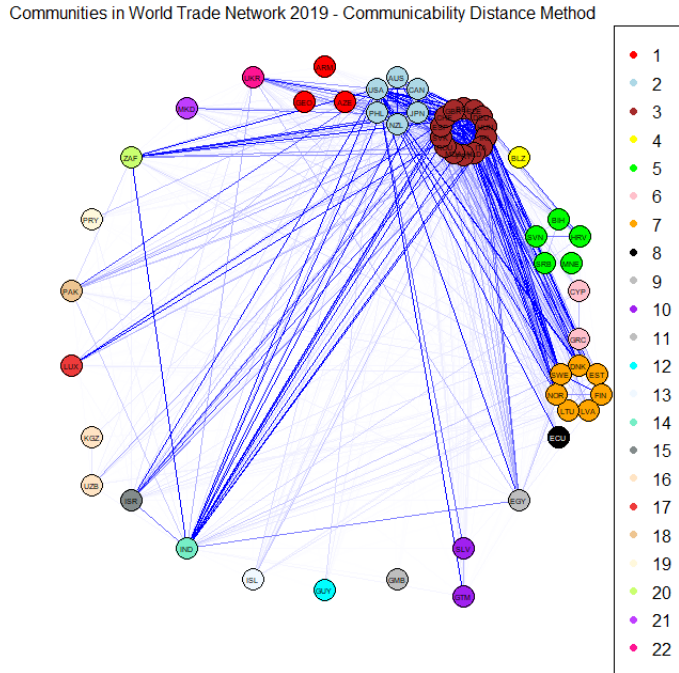 Communities in World Trade Network 2019 - Communicability Distance Method
ARM
UKR
GEO
AZE
USA
AUS
CAN
PHL
JPN
NZL
MKD
ZAF
BLZ
PRY
BIH
SVN
HRV
SRB
MNE
PAK
CYP
GRC
LUX
DNK
SWE
EST
NOR
FIN
LTU
LVA
KGZ
ECU
UZB
ISR
EGY
IND
SLV
ISL
GUY
GMB
GTM
1
2
3
4
5
6
7
8
9
10
11
12
13
14
15
16
17
18
19
20
21
22